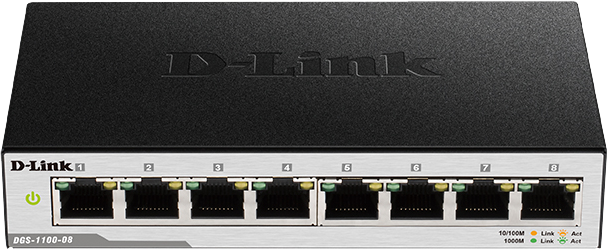 D-Link
D-Link
1 2 3 4 5 6 7 8
DGS-1100-08
10/100M Link Act
1000M Link Act